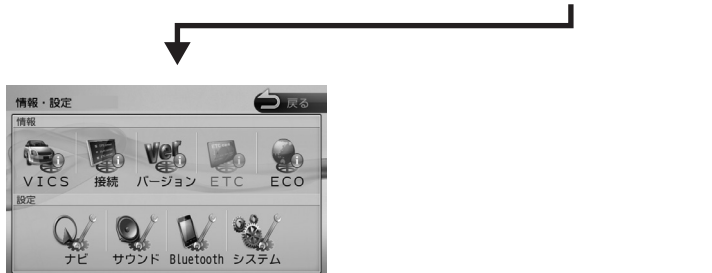 情報・設定 戻る
情報
VICS 接続 バージョン ETC ECO
設定
ナビ サウンド Bluetooth システム